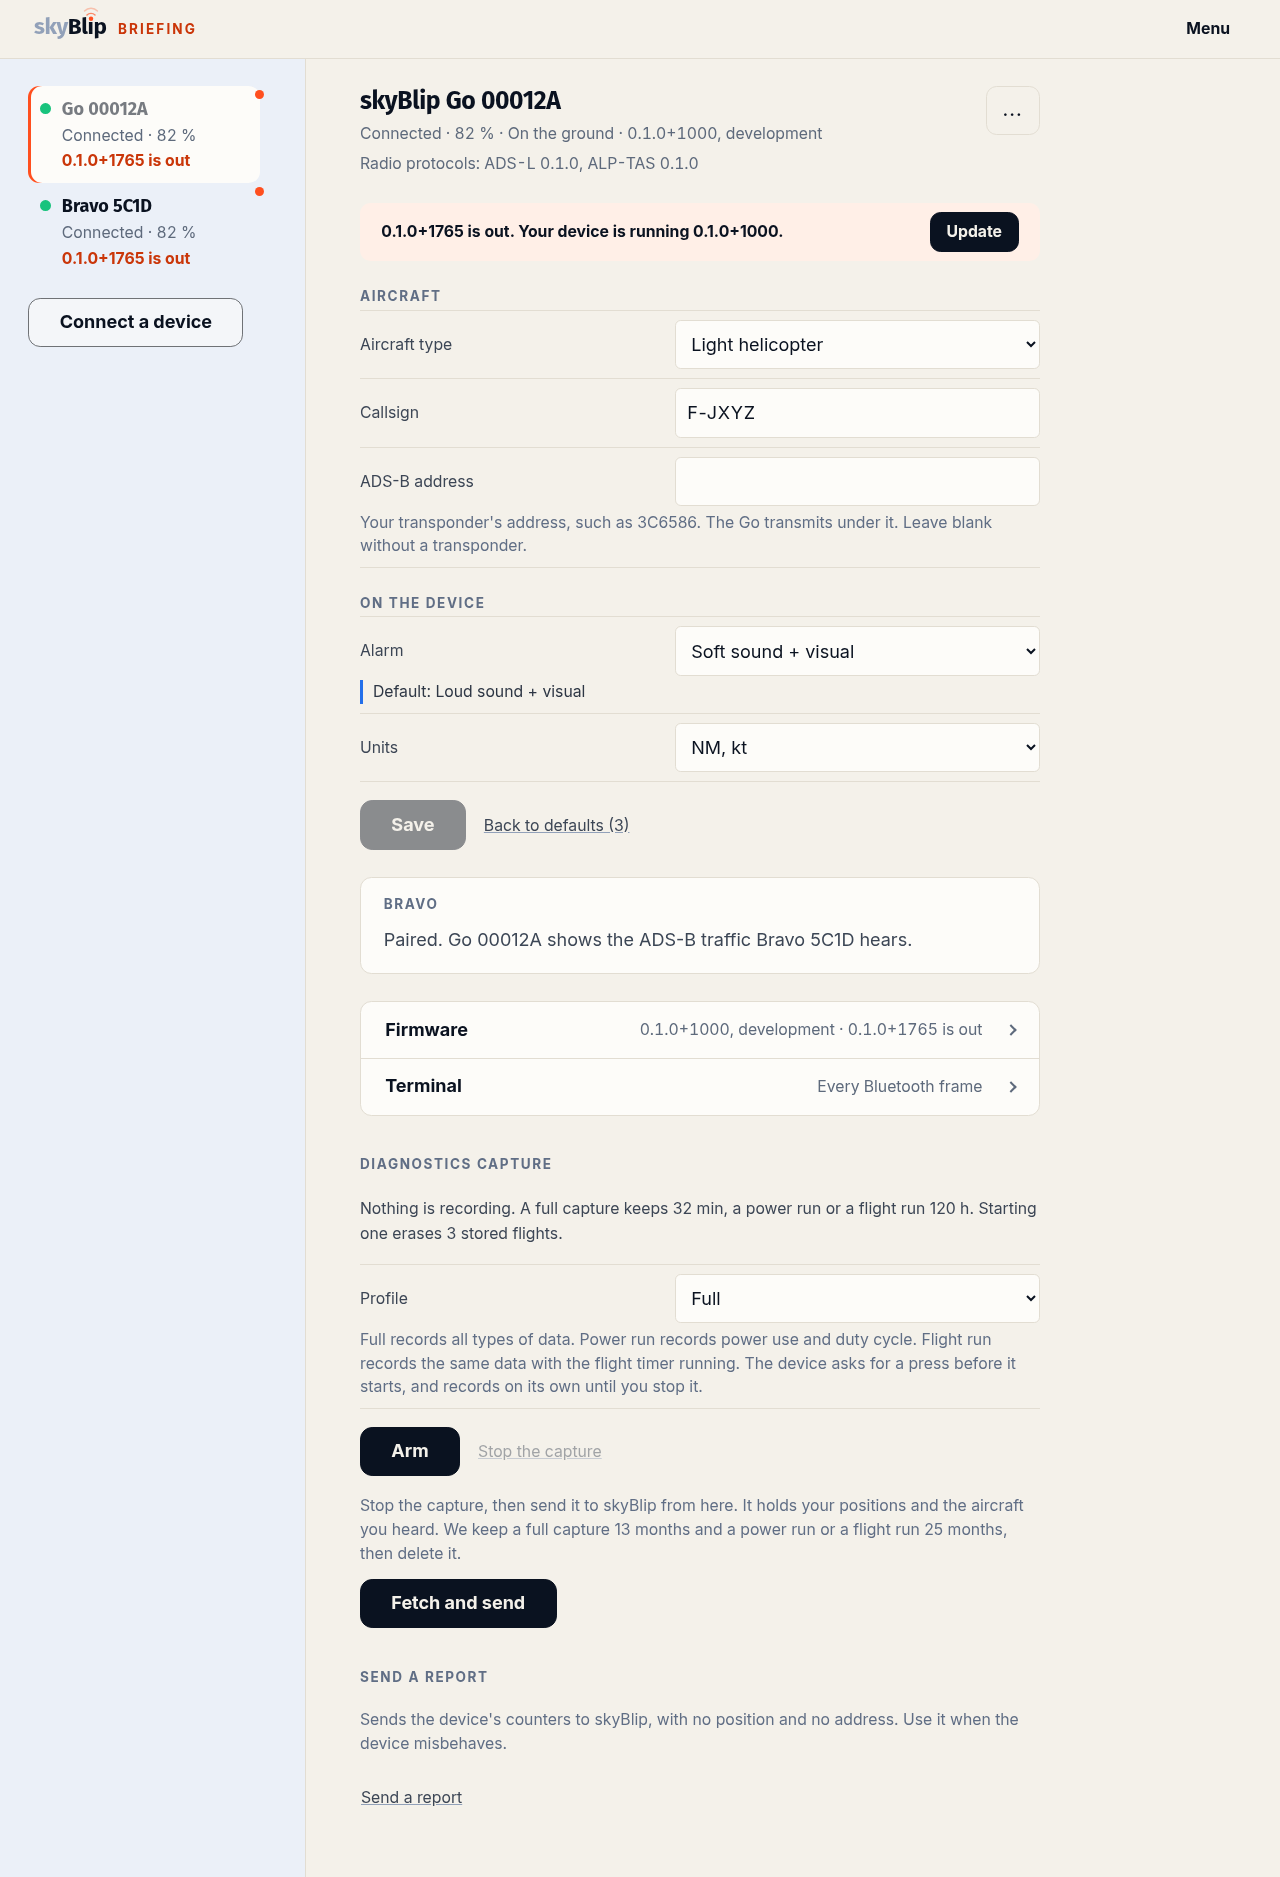 skyBlip BRIEFING
Menu
Go 00012A
Connected · 82 %
0.1.0+1765 is out
Bravo 5C1D
Connected · 82 %
0.1.0+1765 is out
Connect a device
skyBlip Go 00012A
...
Connected · 82 % · On the ground · 0.1.0+1000, development
Radio protocols: ADS-L 0.1.0, ALP-TAS 0.1.0
0.1.0+1765 is out. Your device is running 0.1.0+1000.
Update
AIRCRAFT
Aircraft type
Light helicopter
Callsign
F-JXYZ
ADS-B address
Your transponder's address, such as 3C6586. The Go transmits under it. Leave blank
without a transponder.
ON THE DEVICE
Alarm
Soft sound + visual
Default: Loud sound + visual
Units
NM, kt
Save
Back to defaults (3)
BRAVO
Paired. Go 00012A shows the ADS-B traffic Bravo 5C1D hears.
Firmware
0.1.0+1000, development · 0.1.0+1765 is out
Terminal
Every Bluetooth frame
DIAGNOSTICS CAPTURE
Nothing is recording. A full capture keeps 32 min, a power run or a flight run 120 h. Starting
one erases 3 stored flights.
Profile
Full
Full records all types of data. Power run records power use and duty cycle. Flight run
records the same data with the flight timer running. The device asks for a press before it
starts, and records on its own until you stop it.
Arm
Stop the capture
Stop the capture, then send it to skyBlip from here. It holds your positions and the aircraft
you heard. We keep a full capture 13 months and a power run or a flight run 25 months,
then delete it.
Fetch and send
SEND A REPORT
Sends the device's counters to skyBlip, with no position and no address. Use it when the
device misbehaves.
Send a report